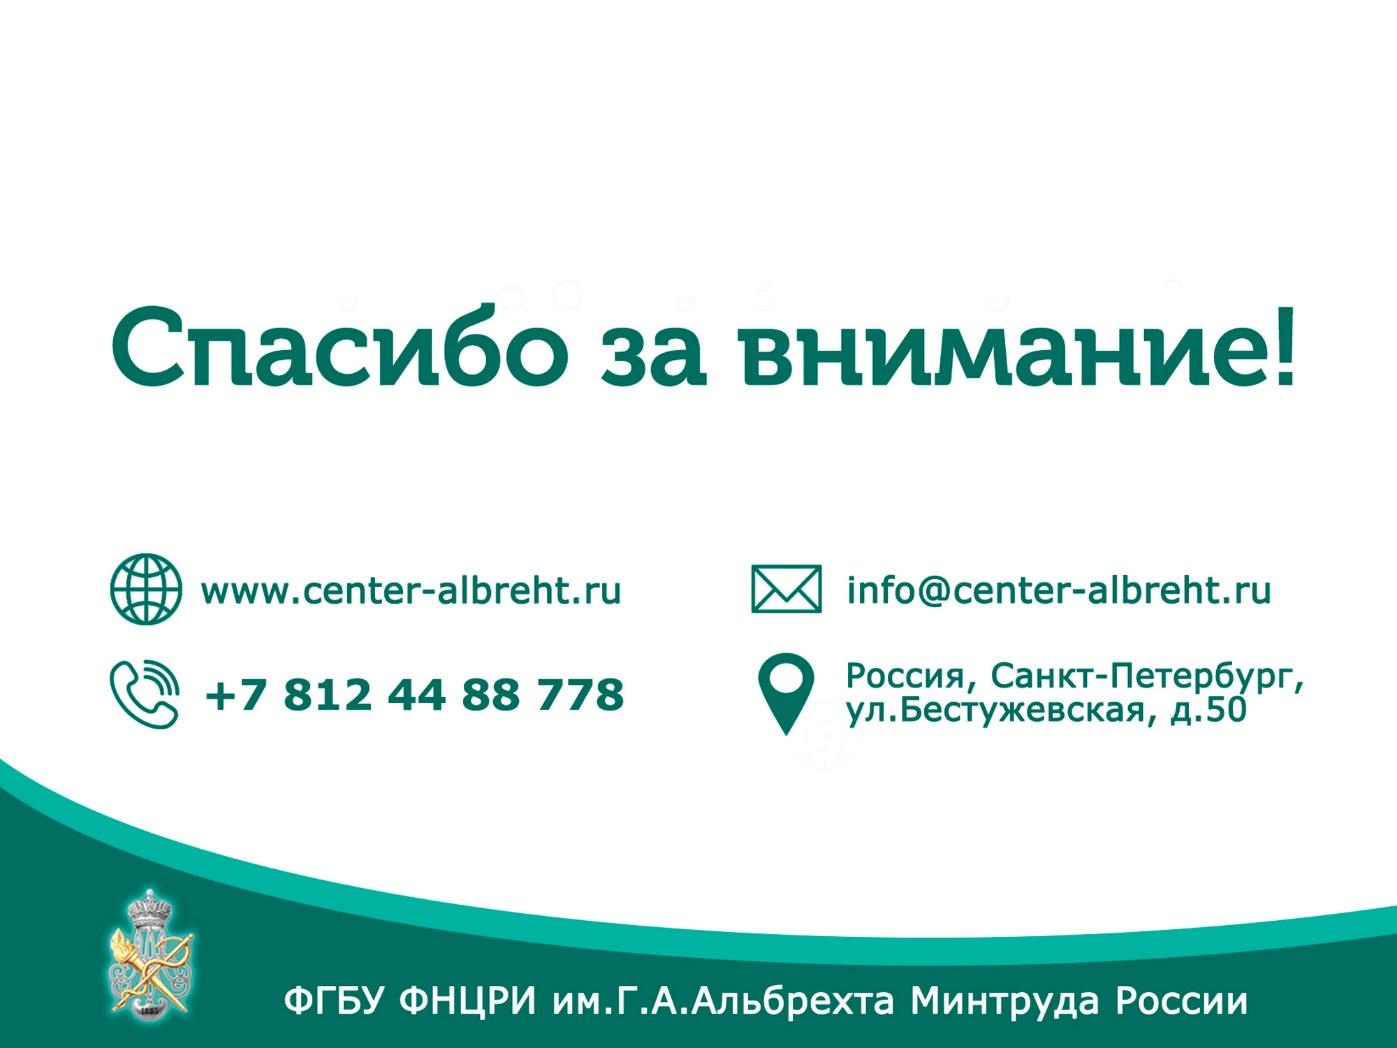 Спасибо за внимание!
www.center-albreht.ru
info@center-albreht.ru
+7 812 44 88 778
Россия, Санкт-Петербург,
ул.Бестужевская, д.50
1883
ФГБУ ФНЦРИ им.Г.А.Альбрехта Минтруда России